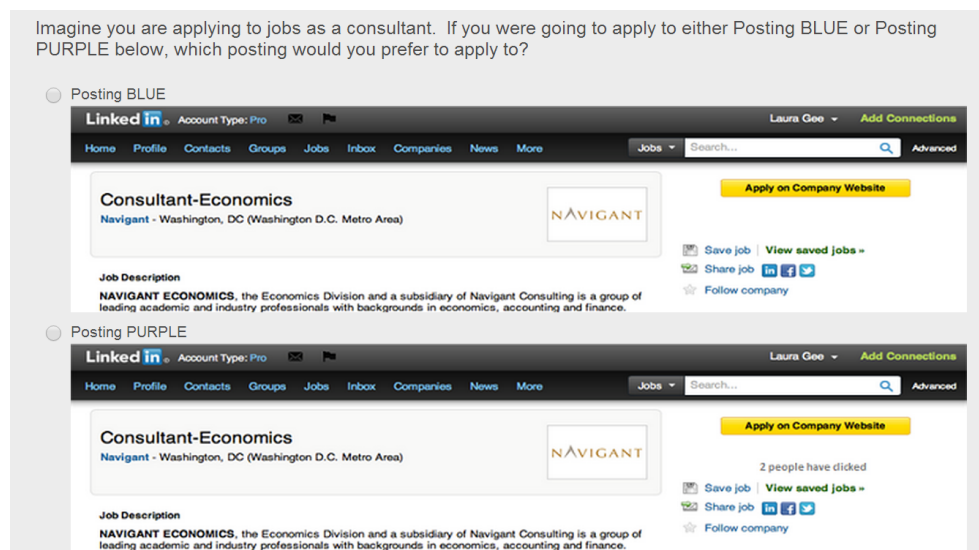 Imagine you are applying to jobs as a consultant. If you were going to apply to either Posting BLUE or Posting
PURPLE below, which posting would you prefer to apply to?
Posting BLUE
Linked in® Account Type: Pro Laura Gee Add Connections
Home Profile Contacts Groups Jobs Inbox Companies News More Jobs Search... Advanced
Apply on Company Website
Consultant-Economics
Navigant - Washington, DC (Washington D.C. Metro Area)
NAVIGANT
Save job View saved jobs »
Share job in f
Follow company
Job Description
NAVIGANT ECONOMICS, the Economics Division and a subsidiary of Navigant Consulting is a group of
leading academic and industry professionals with backgrounds in economics, accounting and finance.
Posting PURPLE
Linked in® Account Type: Pro Laura Gee Add Connections
Home Profile Contacts Groups Jobs Inbox Companies News More Jobs Search... Advanced
Apply on Company Website
Consultant-Economics
Navigant - Washington, DC (Washington D.C. Metro Area)
NAVIGANT
2 people have clicked
Save job View saved jobs »
Share job in f
Follow company
Job Description
NAVIGANT ECONOMICS, the Economics Division and a subsidiary of Navigant Consulting is a group of
leading academic and industry professionals with backgrounds in economics, accounting and finance.